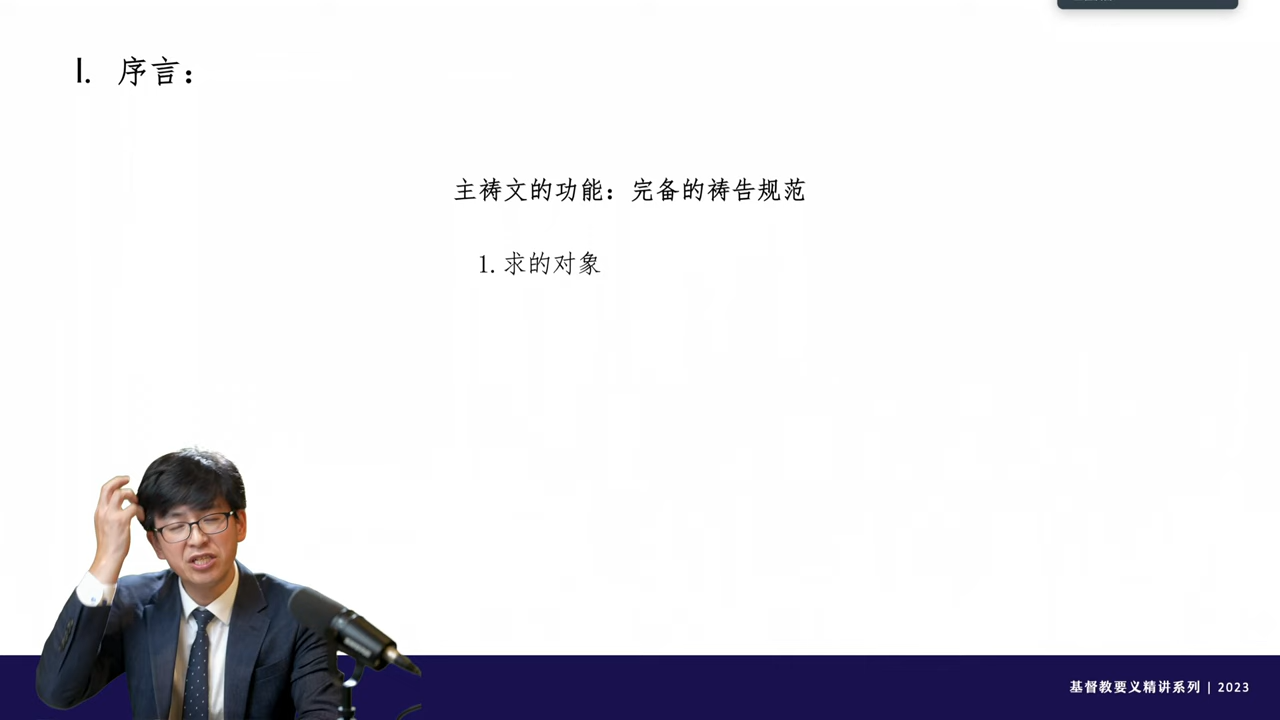 I. 序言：
主祷文的功能：完备的祷告规范
1. 求的对象
基督教要义精讲系列 | 2023